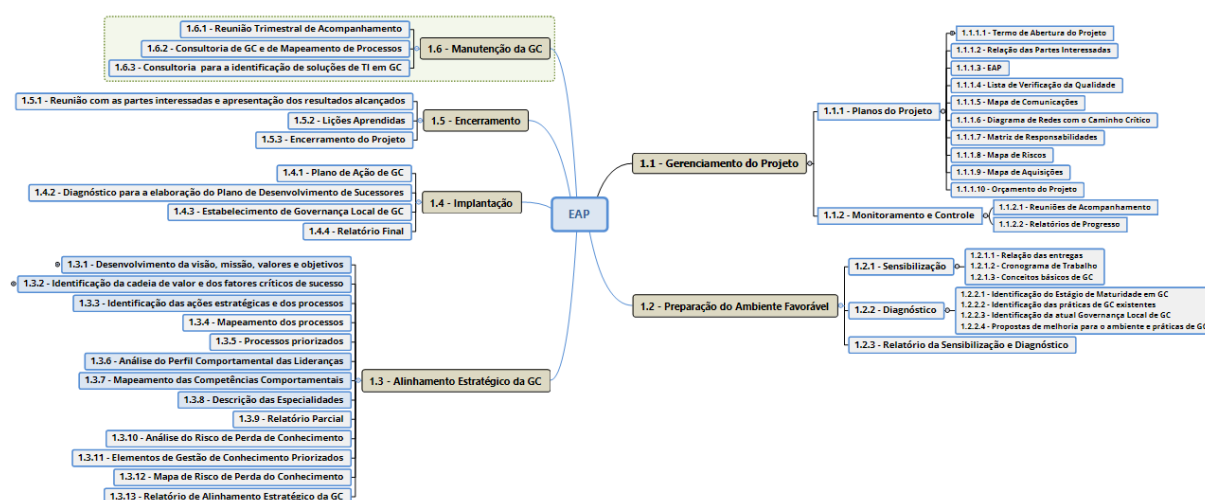 EAP
1.1 - Gerenciamento do Projeto
1.1.1 - Planos do Projeto
1.1.1.1 - Termo de Abertura do Projeto
1.1.1.2 - Relação das Partes Interessadas
1.1.1.3 - EAP
1.1.1.4 - Lista de Verificação da Qualidade
1.1.1.5 - Mapa de Comunicações
1.1.1.6 - Diagrama de Redes com o Caminho Crítico
1.1.1.7 - Matriz de Responsabilidades
1.1.1.8 - Mapa de Riscos
1.1.1.9 - Mapa de Aquisições
1.1.1.10 - Orçamento do Projeto
1.1.2 - Monitoramento e Controle
1.1.2.1 - Reuniões de Acompanhamento
1.1.2.2 - Relatórios de Progresso
1.2 - Preparação do Ambiente Favorável
1.2.1 - Sensibilização
1.2.1.1 - Relação das entregas
1.2.1.2 - Cronograma de Trabalho
1.2.1.3 - Conceitos básicos de GC
1.2.2 - Diagnóstico
1.2.2.1 - Identificação do Estágio de Maturidade em GC
1.2.2.2 - Identificação das práticas de GC existentes
1.2.2.3 - Identificação da atual Governança Local de GC
1.2.2.4 - Propostas de melhoria para o ambiente e práticas de GC
1.2.3 - Relatório da Sensibilização e Diagnóstico
1.3 - Alinhamento Estratégico da GC
1.3.1 - Desenvolvimento da visão, missão, valores e objetivos
1.3.2 - Identificação da cadeia de valor e dos fatores críticos de sucesso
1.3.3 - Identificação das ações estratégicas e dos processos
1.3.4 - Mapeamento dos processos
1.3.5 - Processos priorizados
1.3.6 - Análise do Perfil Comportamental das Lideranças
1.3.7 - Mapeamento das Competências Comportamentais
1.3.8 - Descrição das Especialidades
1.3.9 - Relatório Parcial
1.3.10 - Análise do Risco de Perda de Conhecimento
1.3.11 - Elementos de Gestão de Conhecimento Priorizados
1.3.12 - Mapa de Risco de Perda do Conhecimento
1.3.13 - Relatório de Alinhamento Estratégico da GC
1.4 - Implantação
1.4.1 - Plano de Ação de GC
1.4.2 - Diagnóstico para a elaboração do Plano de Desenvolvimento de Sucessores
1.4.3 - Estabelecimento de Governança Local de GC
1.4.4 - Relatório Final
1.5 - Encerramento
1.5.1 - Reunião com as partes interessadas e apresentação dos resultados alcançados
1.5.2 - Lições Aprendidas
1.5.3 - Encerramento do Projeto
1.6 - Manutenção da GC
1.6.1 - Reunião Trimestral de Acompanhamento
1.6.2 - Consultoria de GC e de Mapeamento de Processos
1.6.3 - Consultoria para a identificação de soluções de TI em GC